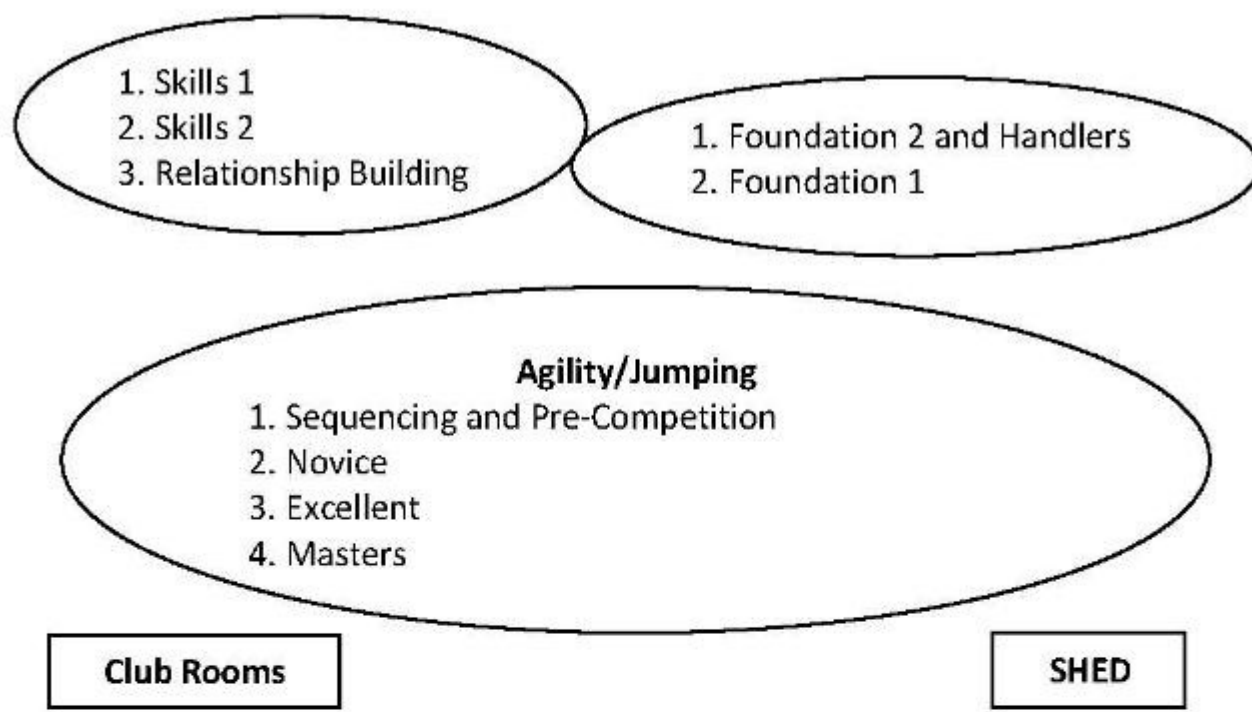 1. Skills 1
2. Skills 2
3. Relationship Building
1. Foundation 2 and Handlers
2. Foundation 1
Agility/Jumping
1. Sequencing and Pre-Competition
2. Novice
3. Excellent
4. Masters
Club Rooms
SHED